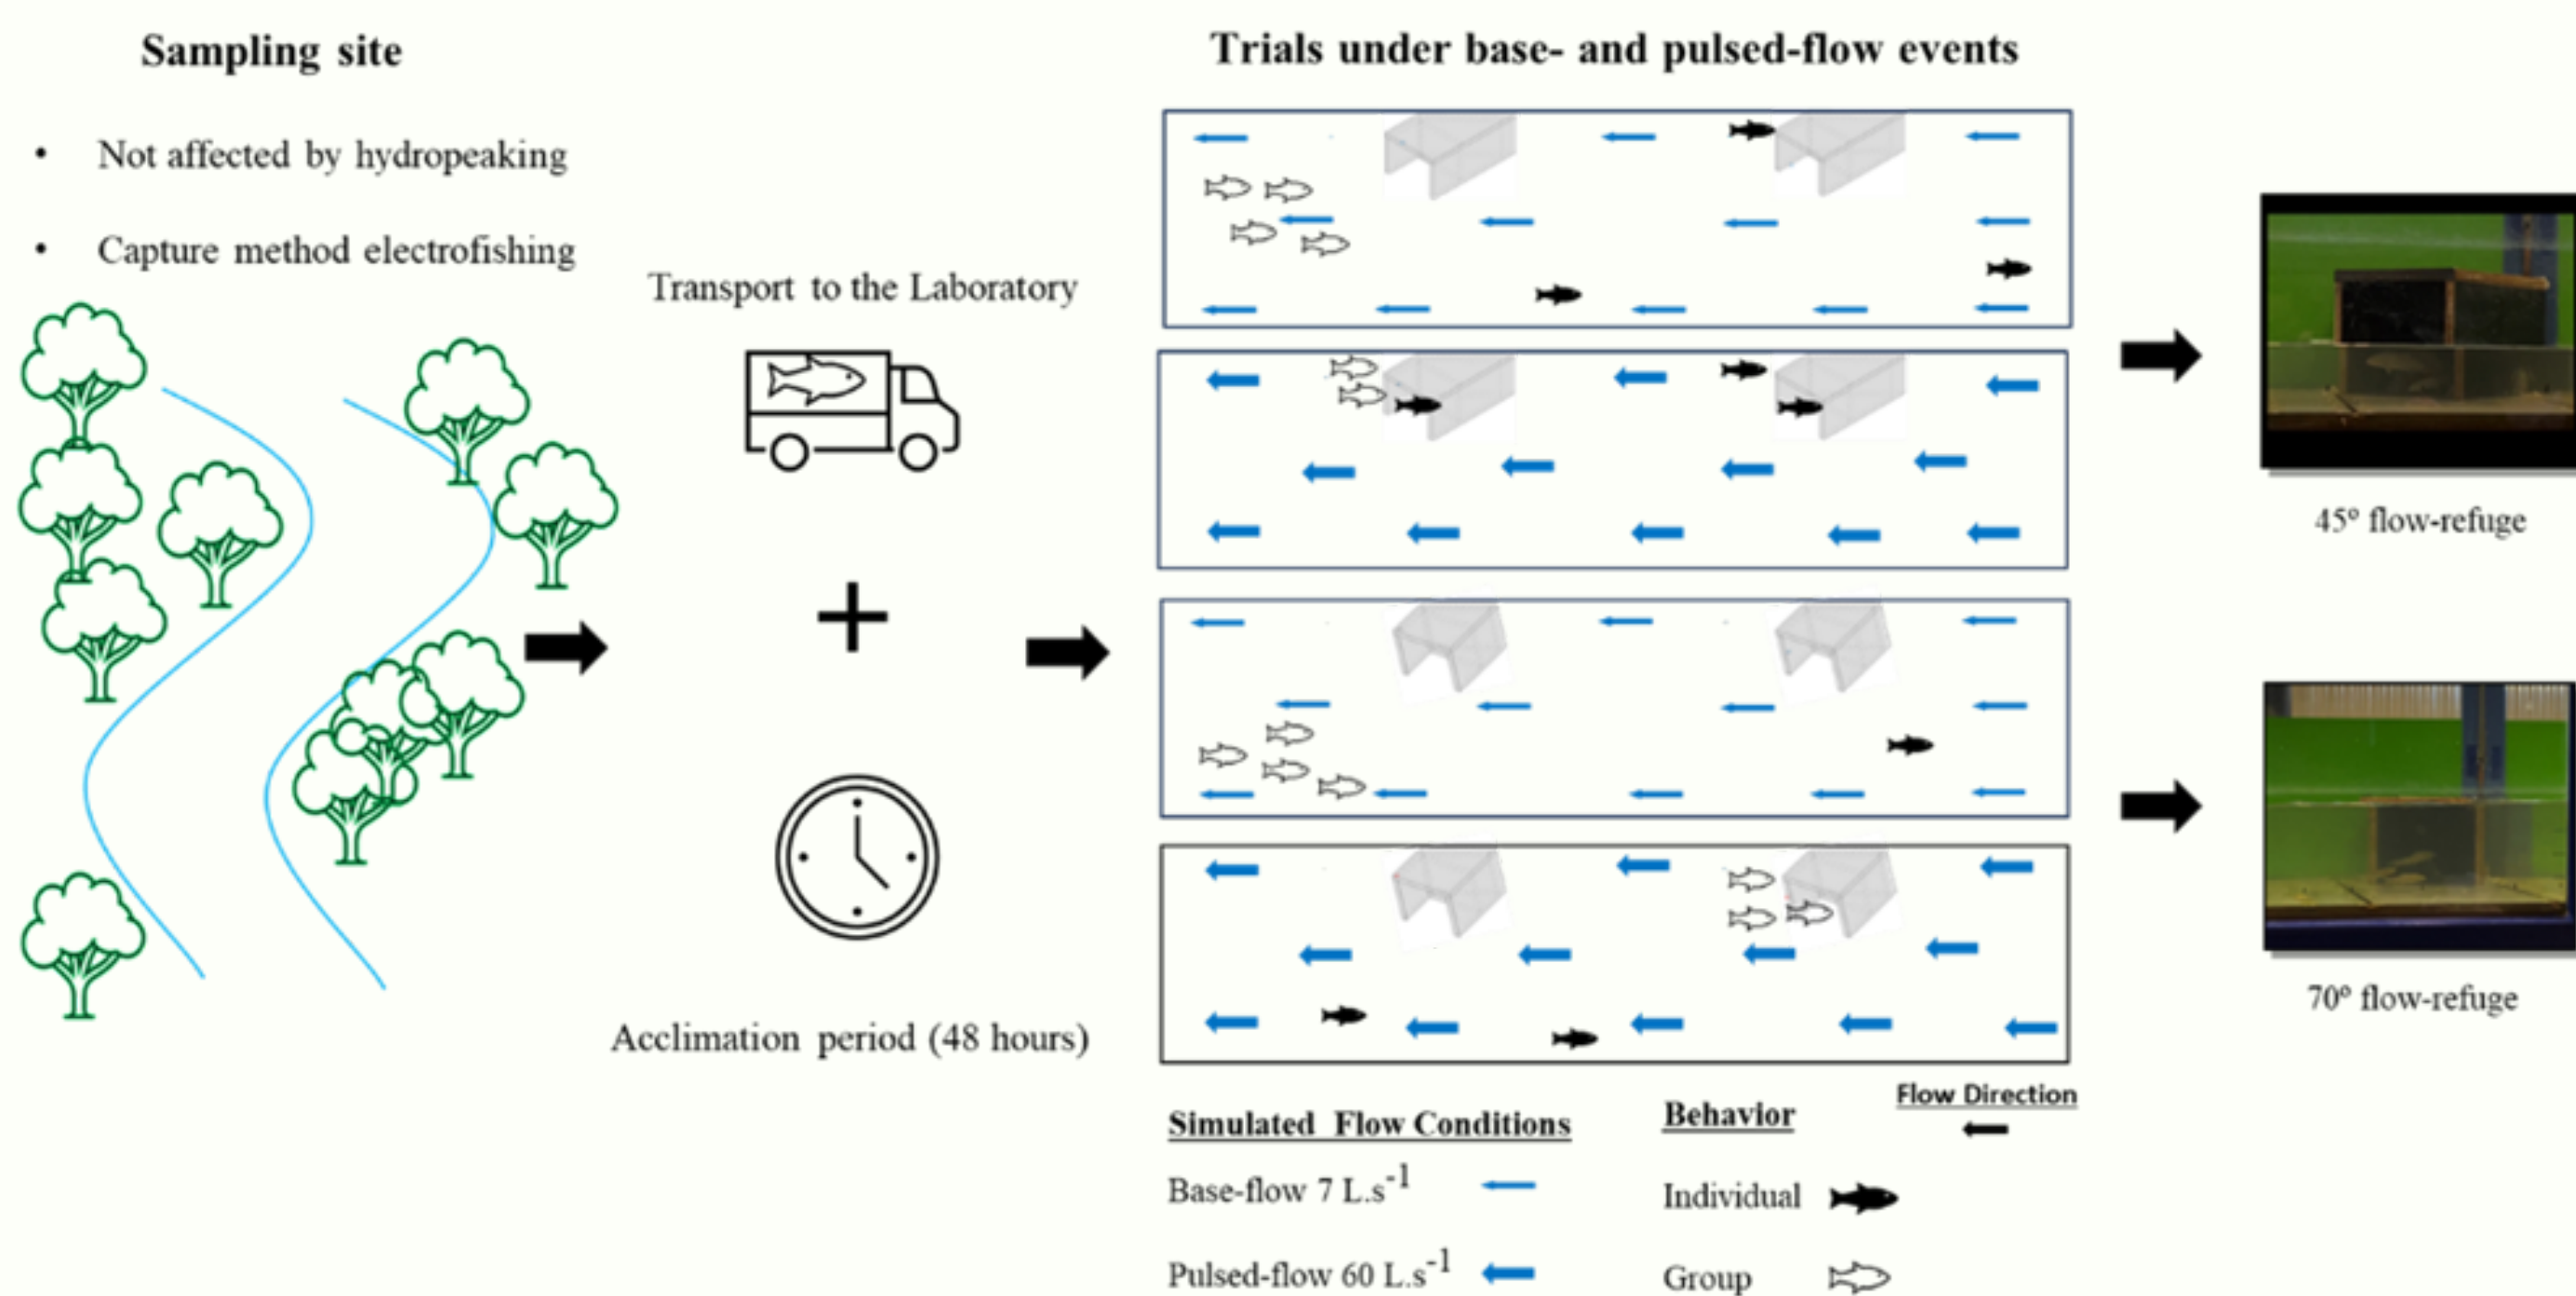 Sampling site
• Not affected by hydropeaking
• Capture method electrofishing
Transport to the Laboratory
Acclimation period (48 hours)
Trials under base- and pulsed-flow events
45º flow-refuge
70º flow-refuge
Simulated Flow Conditions
Base-flow 7 L.s⁻¹
Pulsed-flow 60 L.s⁻¹
Behavior
Individual
Group
Flow Direction